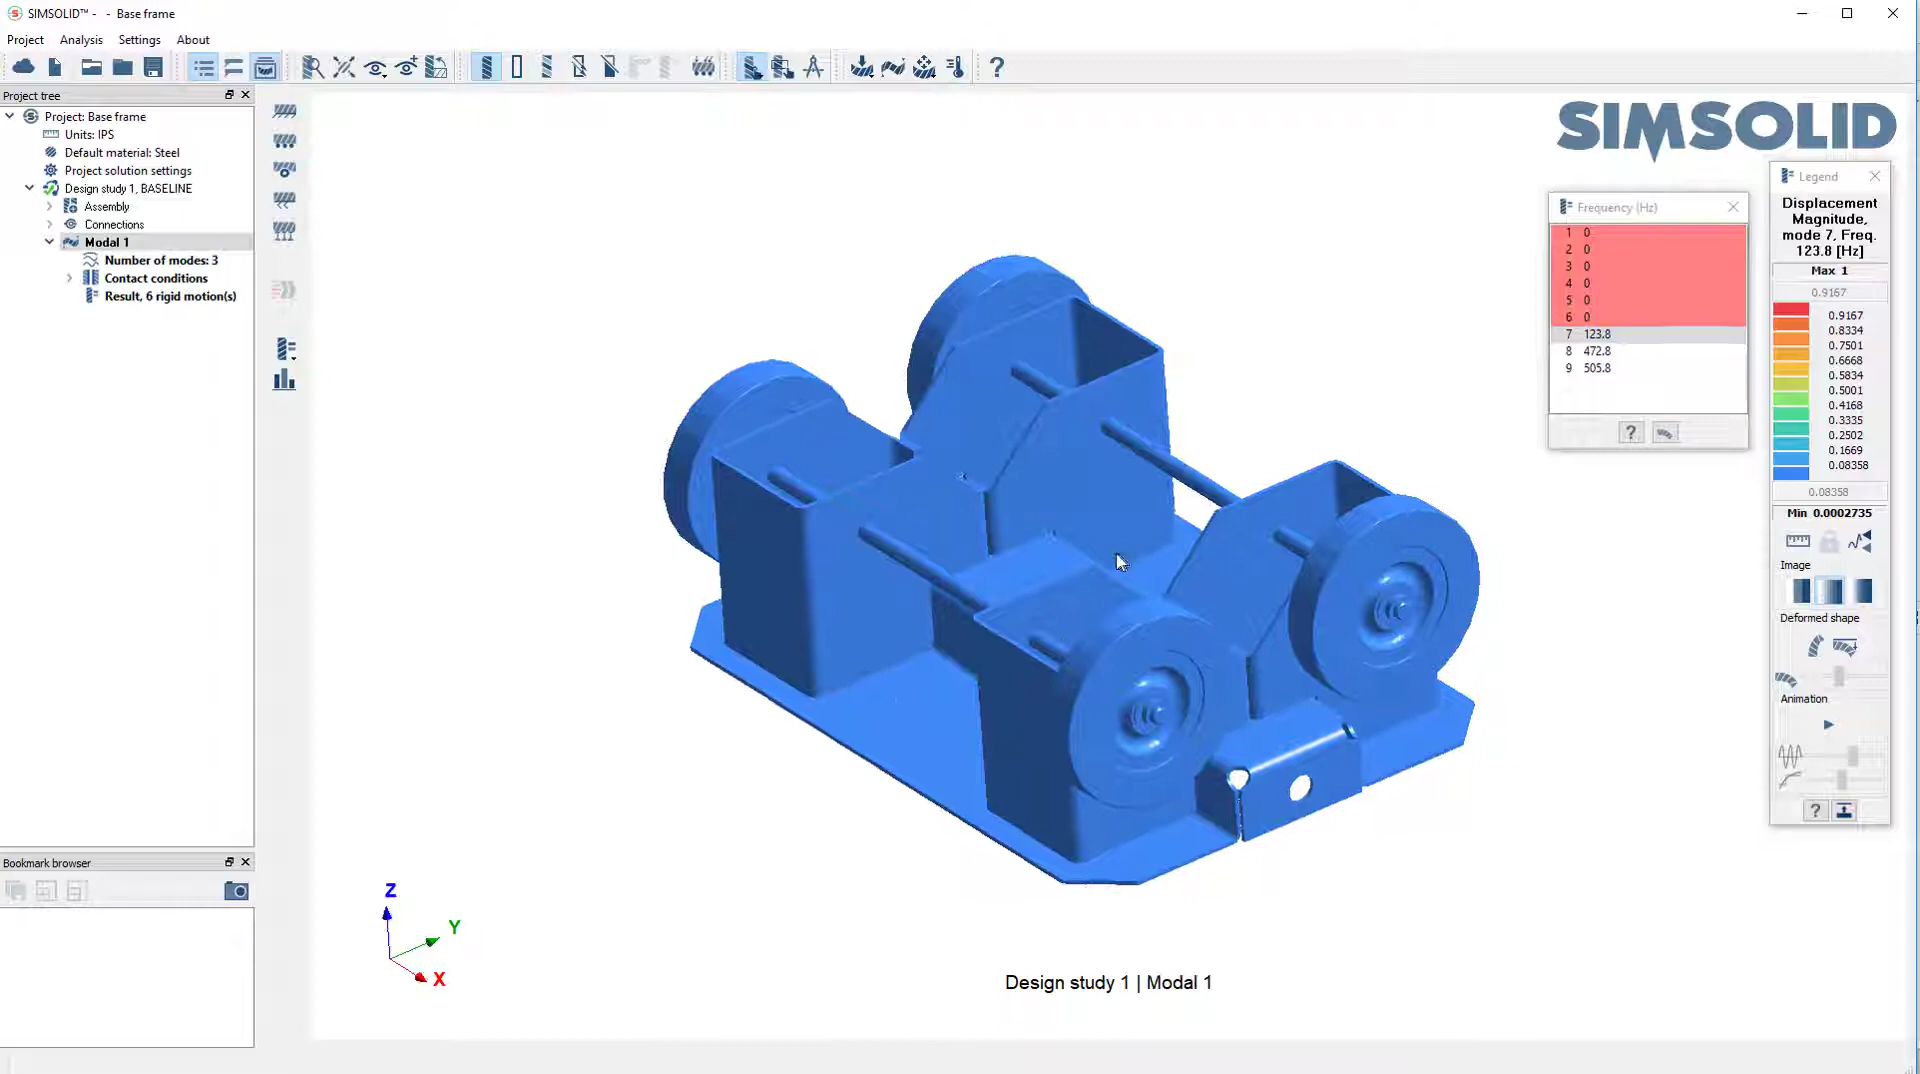 SIMSOLID™ -   -  Base frame
Project
Analysis
Settings
About
Project tree
Project: Base frame
Units: IPS
Default material: Steel
Project solution settings
Design study 1, BASELINE
Assembly
Connections
Modal 1
Number of modes: 3
Contact conditions
Result, 6 rigid motion(s)
Bookmark browser
SIMSOLID
Frequency (Hz)
1 0
2 0
3 0
4 0
5 0
6 0
7 123.8
8 472.8
9 505.8
?
Legend
Displacement
Magnitude,
mode 7, Freq.
123.8 [Hz]
Max 1
0.9167
0.9167
0.8334
0.7501
0.6668
0.5834
0.5001
0.4168
0.3335
0.2502
0.1669
0.08358
0.08358
Min 0.0002735
Image
Deformed shape
Animation
?
Z
Y
X
Design study 1 | Modal 1